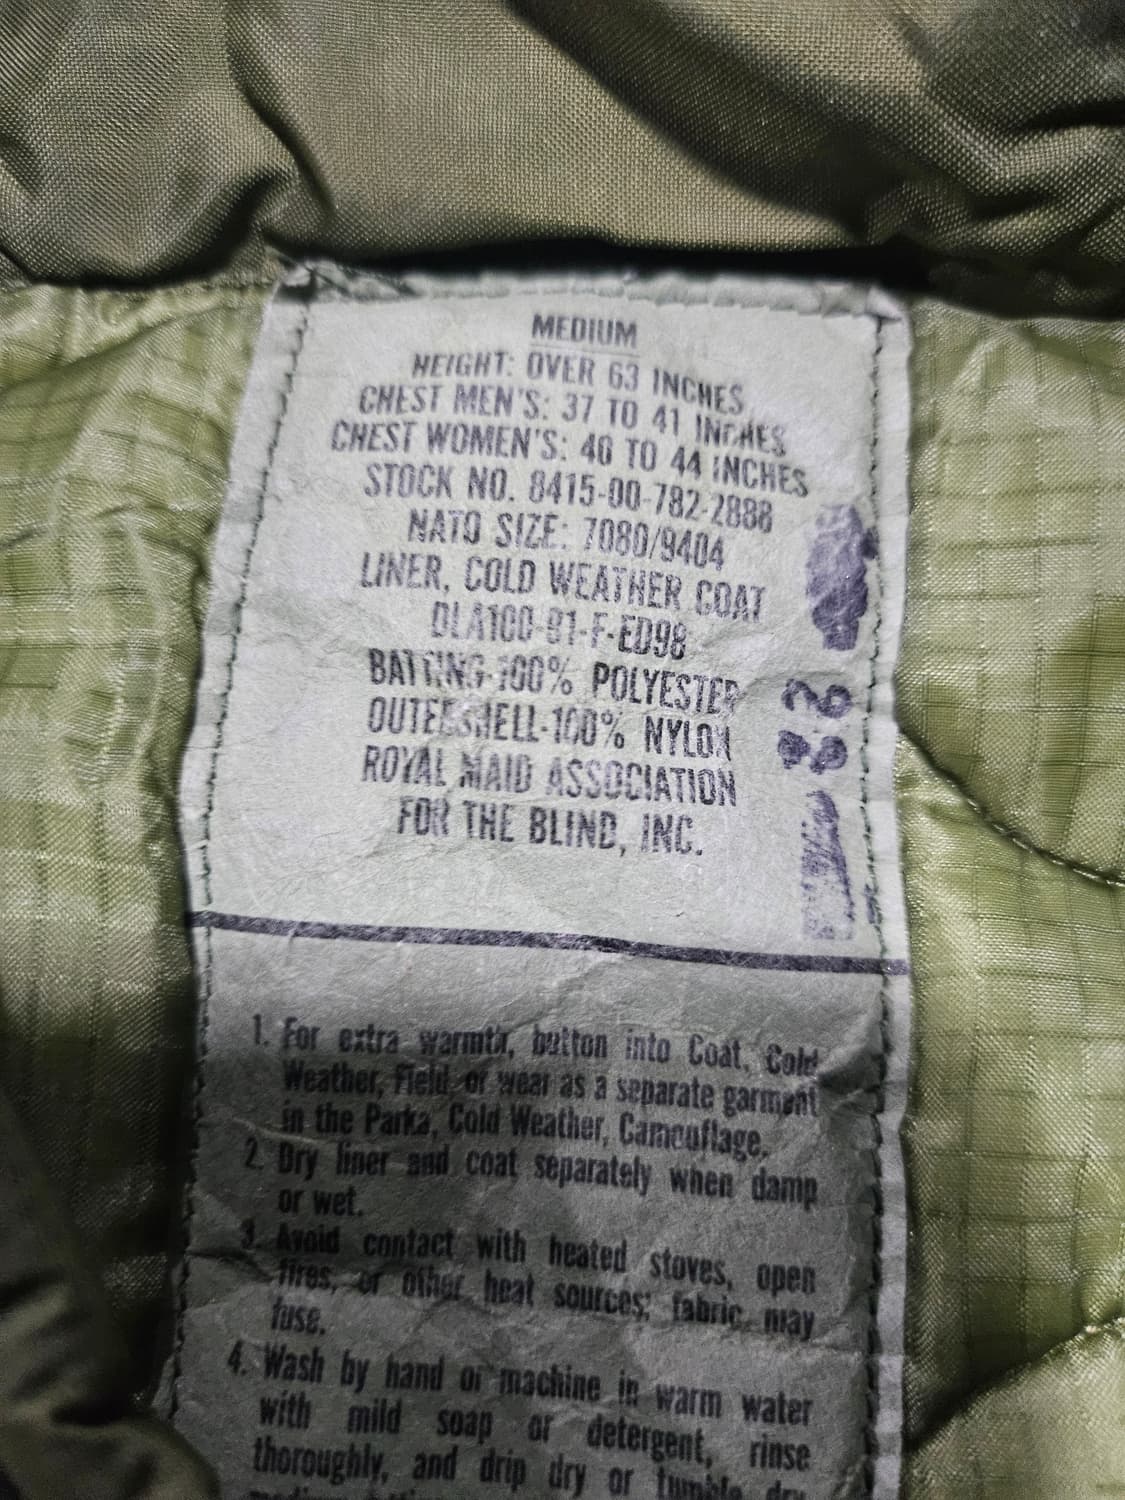 MEDIUM
HEIGHT: OVER 63 INCHES
CHEST MEN'S: 37 TO 41 INCHES
CHEST WOMEN'S: 40 TO 44 INCHES
STOCK NO. 8415-00-782-2888
NATO SIZE: 7080/9404
LINER, COLD WEATHER COAT
DLA100-81-F-ED98
BATTING-100% POLYESTER
OUTERSHELL-100% NYLON
ROYAL MAID ASSOCIATION
FOR THE BLIND, INC.
1. For extra warmth, button into Coat, Cold
Weather, Field, or wear as a separate garment
in the Parka, Cold Weather, Camouflage.
2. Dry liner and coat separately when damp
or wet.
3. Avoid contact with heated stoves, open
fires, or other heat sources; fabric may
fuse.
4. Wash by hand or machine in warm water
with mild soap or detergent, rinse
thoroughly, and drip dry or tumble dry